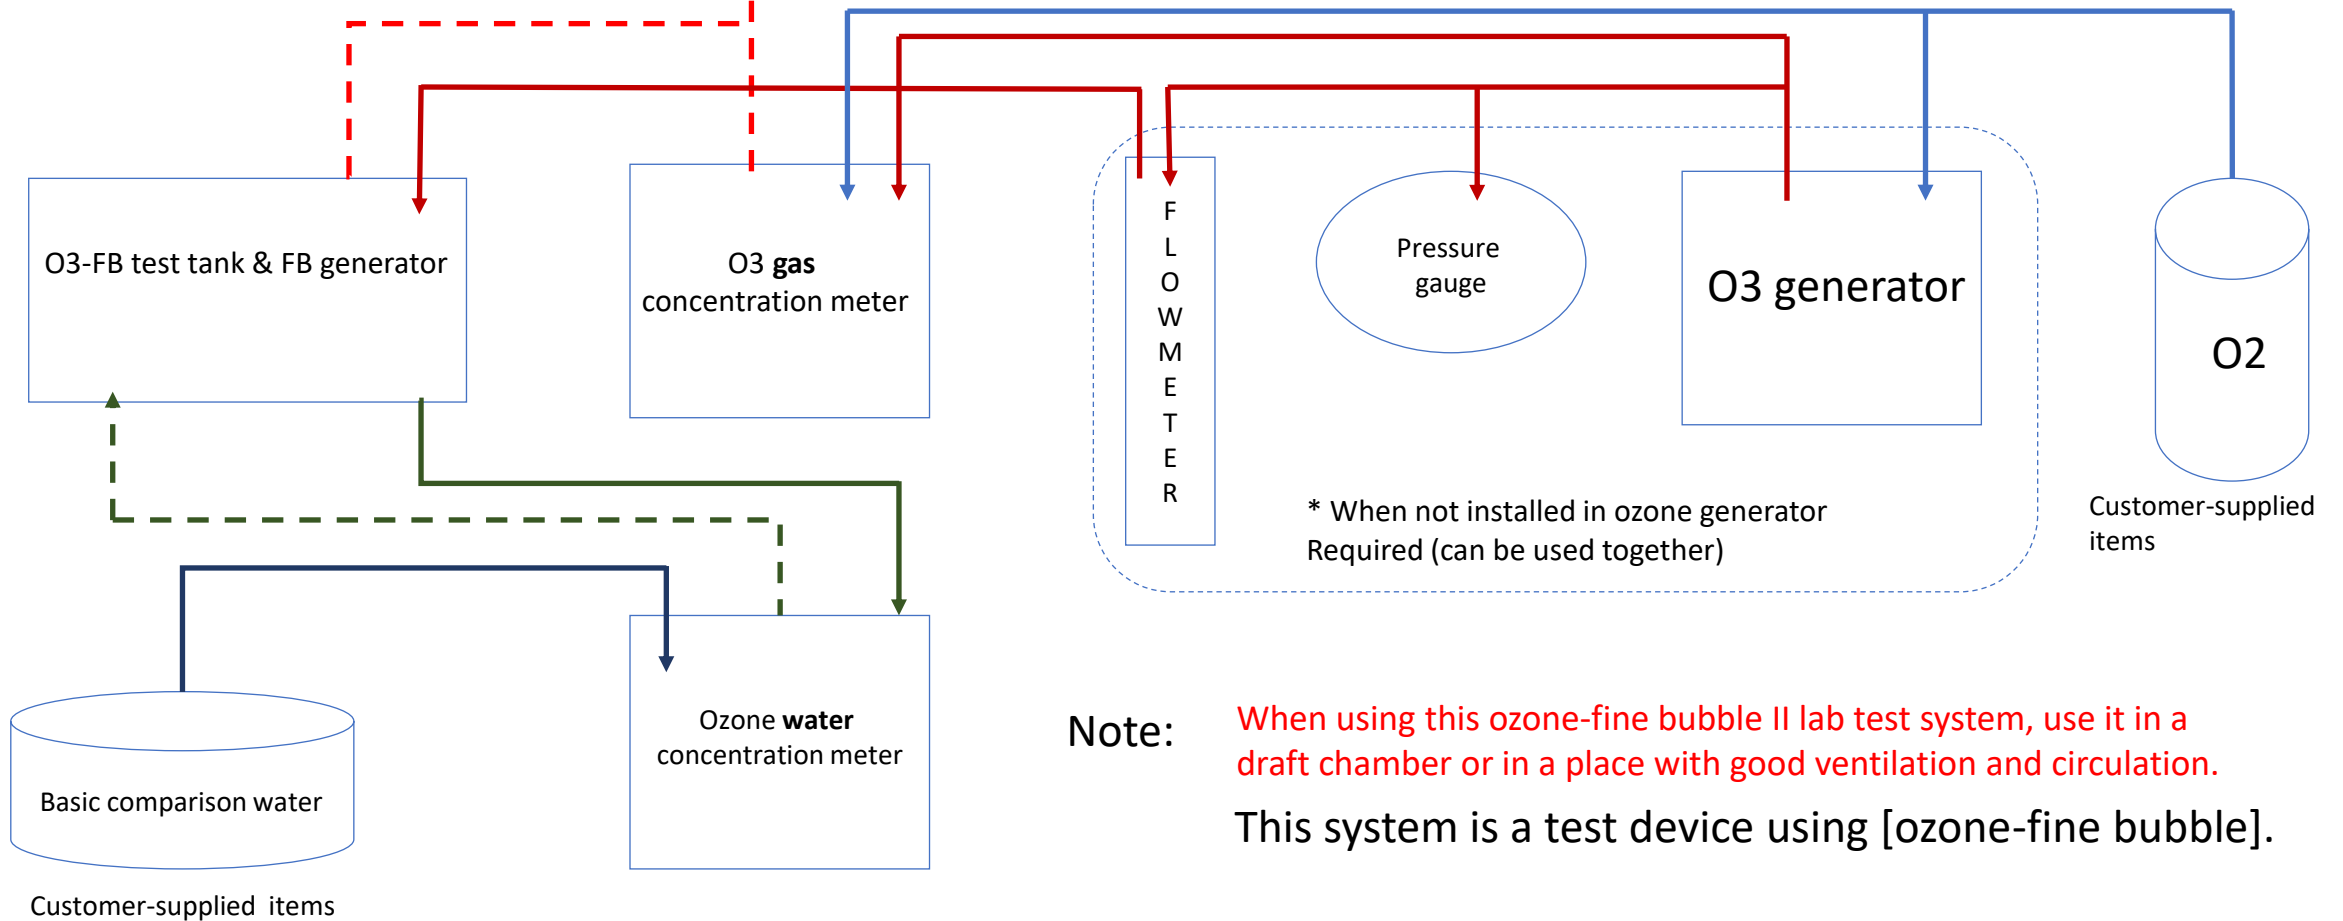 O3-FB test tank & FB generator
O3 gas
concentration meter
F
L
O
W
M
E
T
E
R
Pressure
gauge
O3 generator
O2
* When not installed in ozone generator
Required (can be used together)
Customer-supplied
items
Basic comparison water
Customer-supplied items
Ozone water
concentration meter
Note:
When using this ozone-fine bubble II lab test system, use it in a
draft chamber or in a place with good ventilation and circulation.
This system is a test device using [ozone-fine bubble].